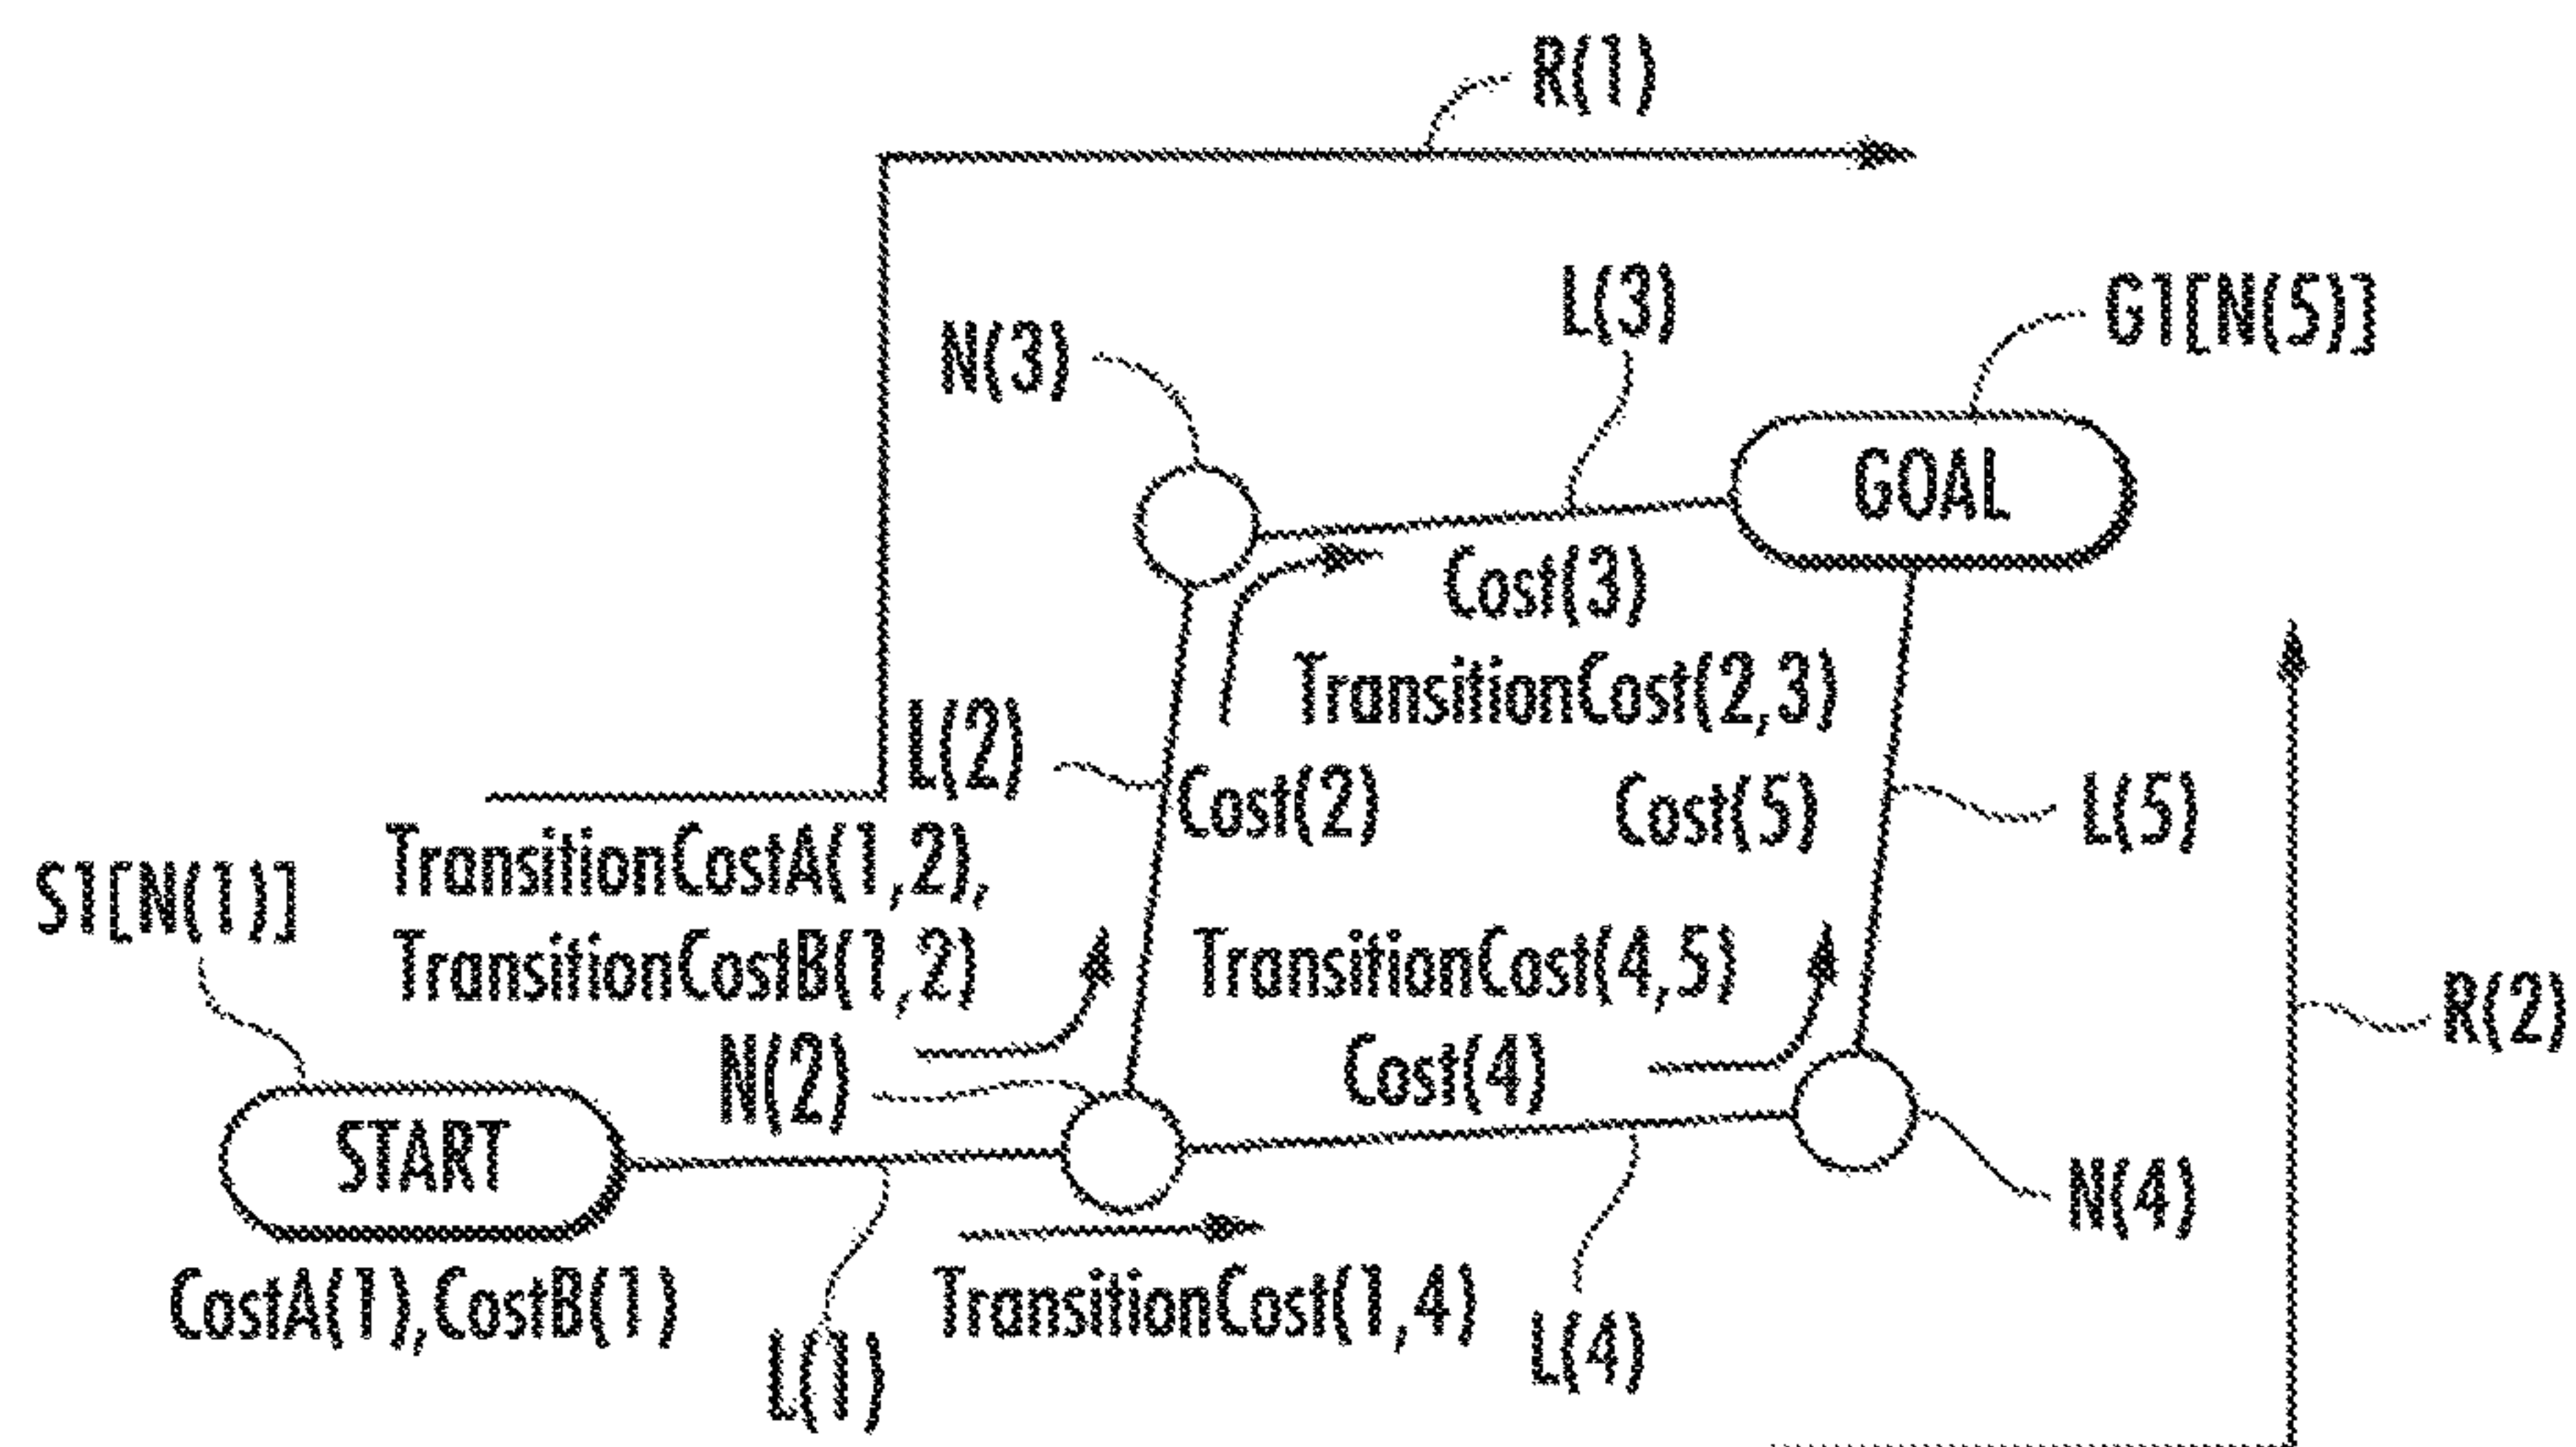 R(1)
L(3)
G1[N(5)]
N(3)
GOAL
Cost(3)
TransitionCost(2,3)
L(2)
Cost(2)
Cost(5)
L(5)
TransitionCostA(1,2),
TransitionCostB(1,2)
S1[N(1)]
TransitionCost(4,5)
R(2)
N(2)
Cost(4)
START
N(4)
CostA(1),CostB(1)
TransitionCost(1,4)
L(1)
L(4)